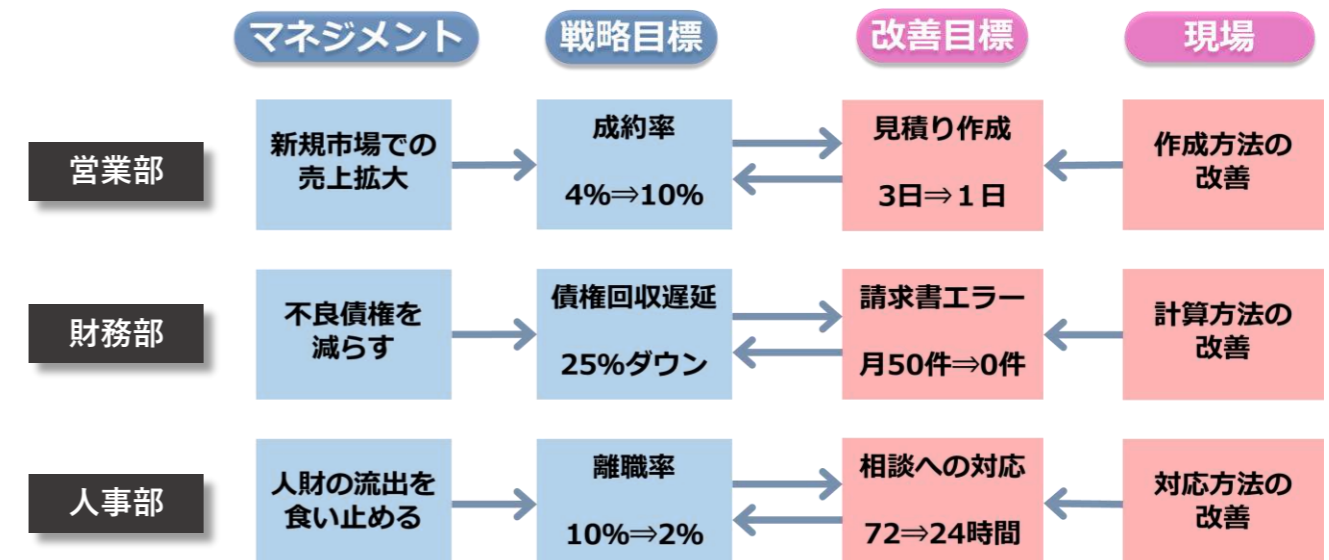 マネジメント
戦略目標
改善目標
現場
営業部
新規市場での
売上拡大
成約率
4%⇒10%
見積り作成
3日⇒１日
作成方法の
改善
財務部
不良債権を
減らす
債権回収遅延
25%ダウン
請求書エラー
月50件⇒0件
計算方法の
改善
人事部
人財の流出を
食い止める
離職率
10%⇒2%
相談への対応
72⇒24時間
対応方法の
改善